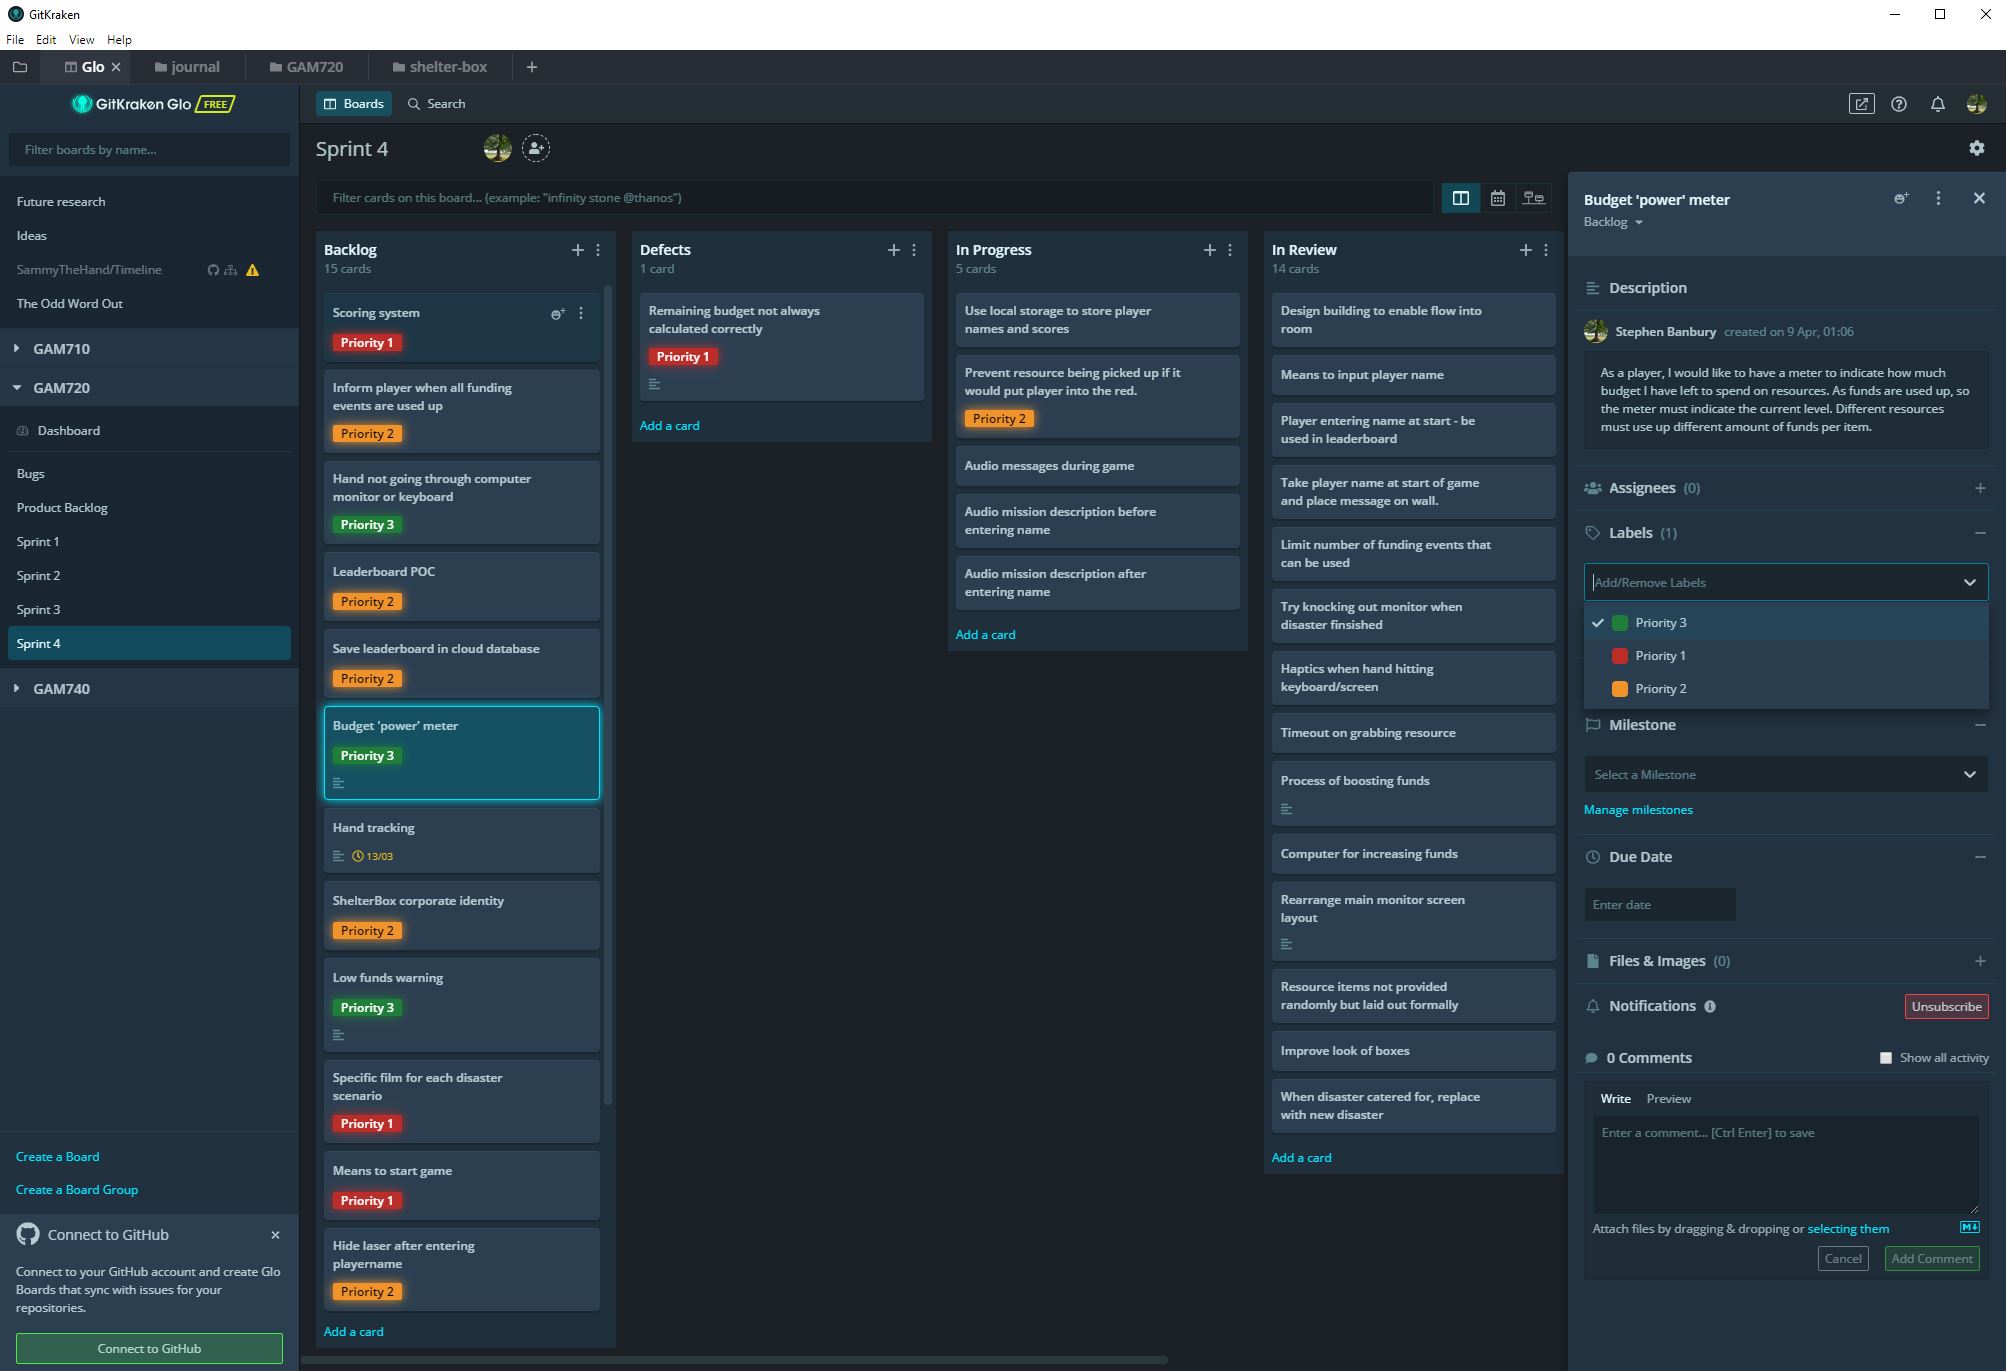 GitKraken
File Edit View Help
Glo
journal
GAM720
shelter-box
GitKraken Glo FREE
Boards
Search
Filter boards by name...
Future research
Ideas
SammyTheHand/Timeline
The Odd Word Out
GAM710
GAM720
Dashboard
Bugs
Product Backlog
Sprint 1
Sprint 2
Sprint 3
Sprint 4
GAM740
Create a Board
Create a Board Group
Connect to GitHub
Connect to your GitHub account and create Glo
Boards that sync with issues for your
repositories.
Connect to GitHub
Sprint 4
Filter cards on this board... (example: "infinity stone @thanos")
Backlog
15 cards
Scoring system
Priority 1
Inform player when all funding
events are used up
Priority 2
Hand not going through computer
monitor or keyboard
Priority 3
Leaderboard POC
Priority 2
Save leaderboard in cloud database
Priority 2
Budget 'power' meter
Priority 3
Hand tracking
13/03
ShelterBox corporate identity
Priority 2
Low funds warning
Priority 3
Specific film for each disaster
scenario
Priority 1
Means to start game
Priority 1
Hide laser after entering
playername
Priority 2
Add a card
Defects
1 card
Remaining budget not always
calculated correctly
Priority 1
Add a card
In Progress
5 cards
Use local storage to store player
names and scores
Prevent resource being picked up if it
would put player into the red.
Priority 2
Audio messages during game
Audio mission description before
entering name
Audio mission description after
entering name
Add a card
In Review
14 cards
Design building to enable flow into
room
Means to input player name
Player entering name at start - be
used in leaderboard
Take player name at start of game
and place message on wall.
Limit number of funding events that
can be used
Try knocking out monitor when
disaster finsished
Haptics when hand hitting
keyboard/screen
Timeout on grabbing resource
Process of boosting funds
Computer for increasing funds
Rearrange main monitor screen
layout
Resource items not provided
randomly but laid out formally
Improve look of boxes
When disaster catered for, replace
with new disaster
Add a card
Budget 'power' meter
Backlog
Description
Stephen Banbury created on 9 Apr, 01:06
As a player, I would like to have a meter to indicate how much
budget I have left to spend on resources. As funds are used up, so
the meter must indicate the current level. Different resources
must use up different amount of funds per item.
Assignees (0)
Labels (1)
Add/Remove Labels
Priority 3
Priority 1
Priority 2
Milestone
Select a Milestone
Manage milestones
Due Date
Enter date
Files & Images (0)
Notifications
Unsubscribe
0 Comments
Show all activity
Write Preview
Enter a comment... [Ctrl Enter] to save
Attach files by dragging & dropping or selecting them
M
Cancel
Add Comment